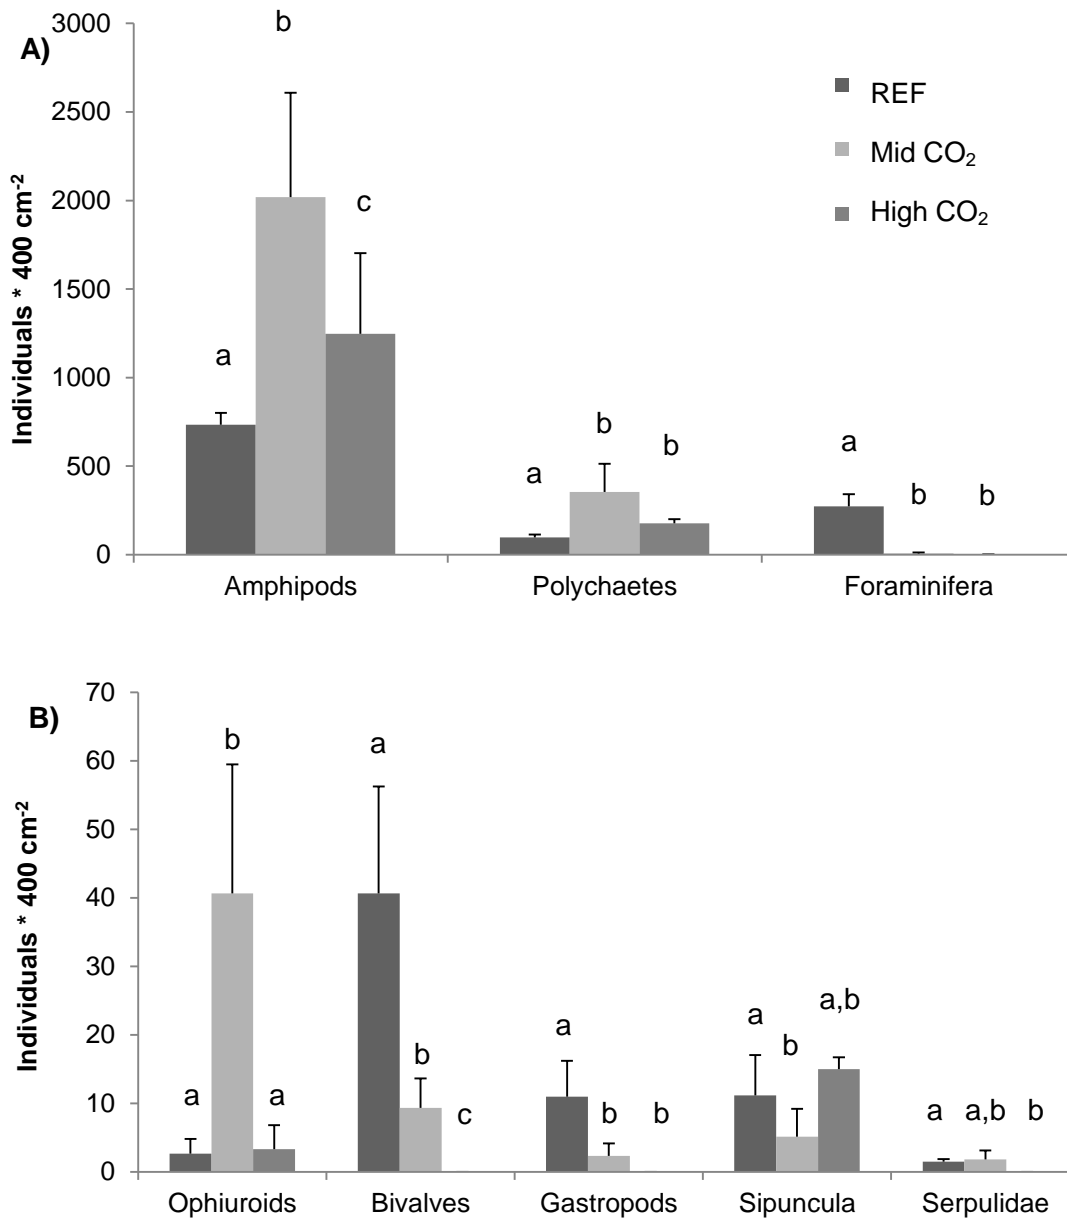 A)
Individuals * 400 cm-2
3000
2500
2000
1500
1000
500
0
a
b
c
a
b
b
a
b
b
REF
Mid CO2
High CO2
Amphipods Polychaetes Foraminifera
B)
Individuals * 400 cm-2
70
60
50
40
30
20
10
0
a
b
a
a
b
c
a
b
b
a
b
a,b
a
a,b
b
Ophiuroids Bivalves Gastropods Sipuncula Serpulidae